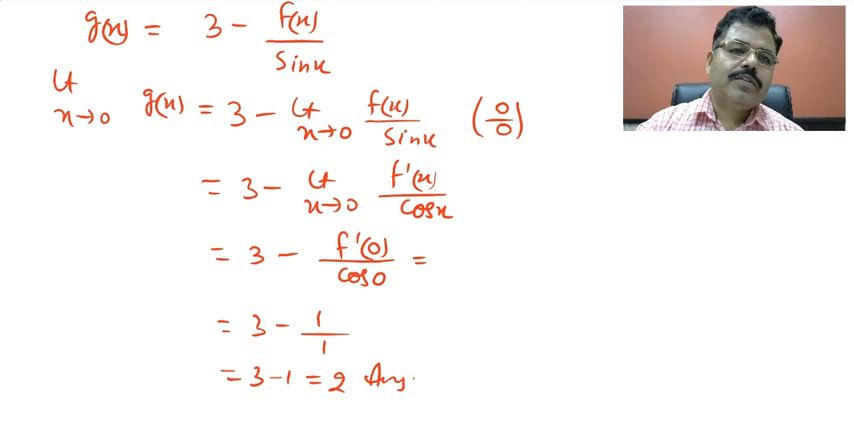 g(x) = 3 - f(x)/sinx
Lt x→0 g(x) = 3 - Lt x→0 f(x)/sinx (0/0)
= 3 - Lt x→0 f'(x)/cosx
= 3 - f'(0)/cos0 =
= 3 - 1/1
= 3-1 = 2 Ans.